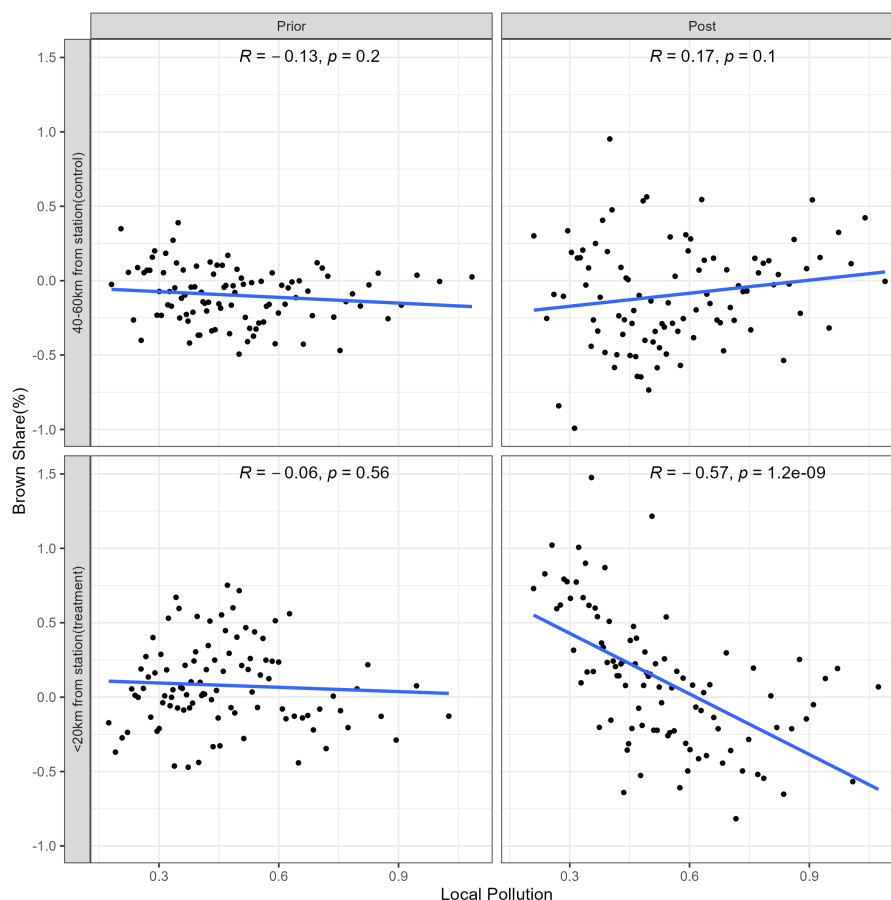 Prior
Post
R = −0.13, p = 0.2
R = 0.17, p = 0.1
1.5
1.0
0.5
0.0
-0.5
-1.0
40-60km from station(control)
Brown Share(%)
R = −0.06, p = 0.56
R = −0.57, p = 1.2e-09
1.5
1.0
0.5
0.0
-0.5
-1.0
<20km from station(treatment)
0.3 0.6 0.9 0.3 0.6 0.9
Local Pollution